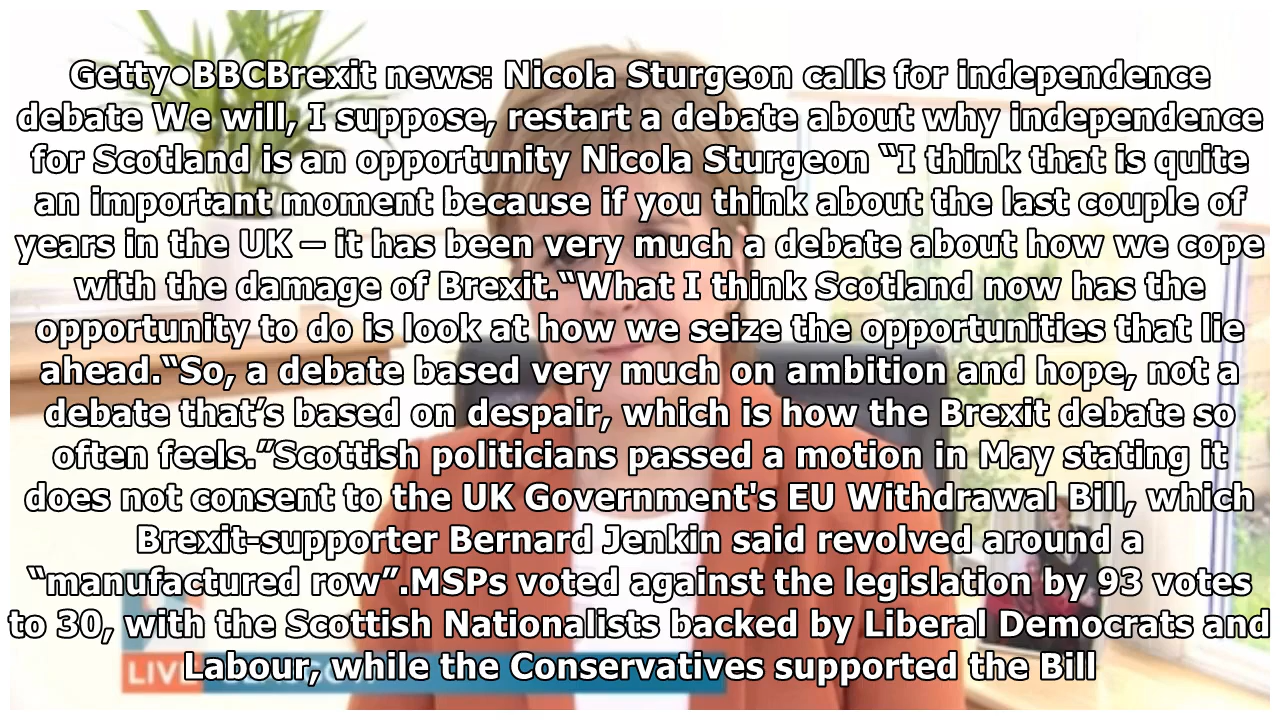 Getty●BBCBrexit news: Nicola Sturgeon calls for independence
debate We will, I suppose, restart a debate about why independence
for Scotland is an opportunity Nicola Sturgeon “I think that is quite
an important moment because if you think about the last couple of
years in the UK – it has been very much a debate about how we cope
with the damage of Brexit.“What I think Scotland now has the
opportunity to do is look at how we seize the opportunities that lie
ahead.“So, a debate based very much on ambition and hope, not a
debate that’s based on despair, which is how the Brexit debate so
often feels.”Scottish politicians passed a motion in May stating it
does not consent to the UK Government's EU Withdrawal Bill, which
Brexit-supporter Bernard Jenkin said revolved around a
“manufactured row”.MSPs voted against the legislation by 93 votes
to 30, with the Scottish Nationalists backed by Liberal Democrats and
Labour, while the Conservatives supported the Bill
LIVE